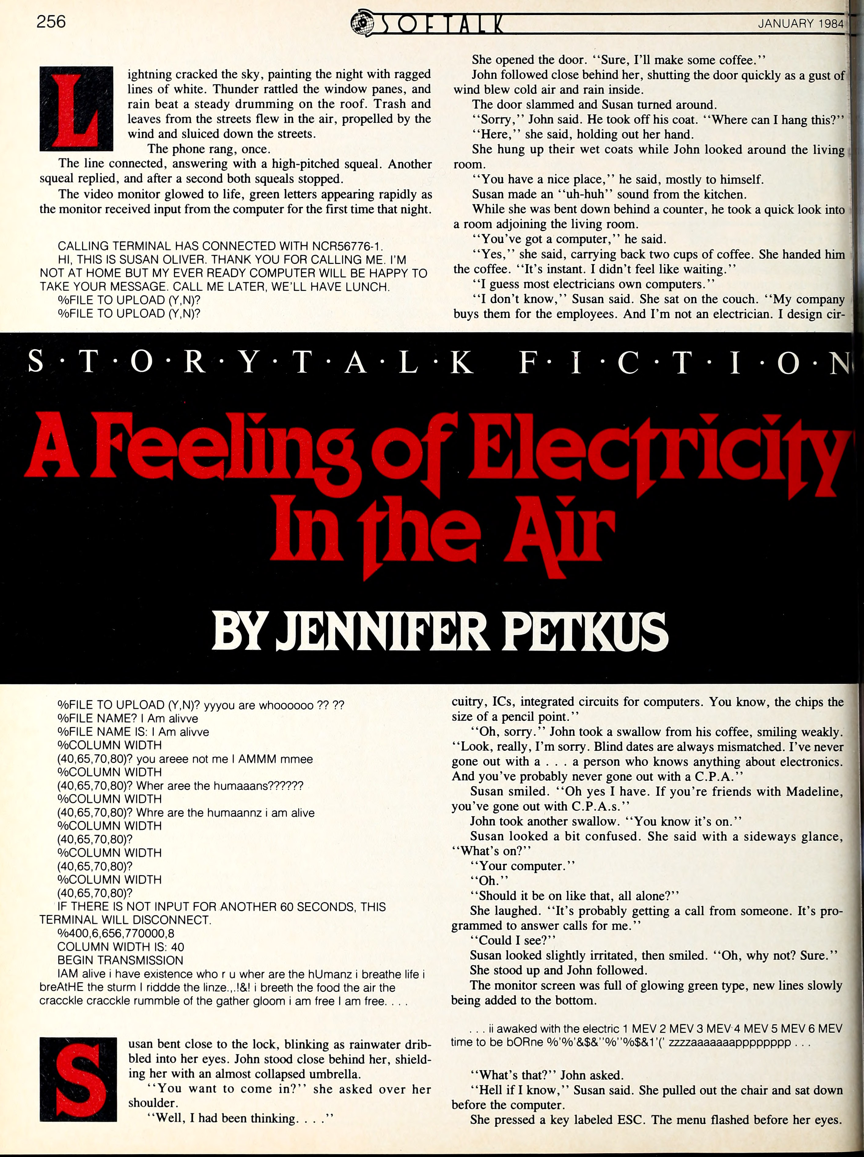 256
SOFTALK
JANUARY 1984
Lightning cracked the sky, painting the night with ragged
lines of white. Thunder rattled the window panes, and
rain beat a steady drumming on the roof. Trash and
leaves from the streets flew in the air, propelled by the
wind and sluiced down the streets.
The phone rang, once.
The line connected, answering with a high-pitched squeal. Another
squeal replied, and after a second both squeals stopped.
The video monitor glowed to life, green letters appearing rapidly as
the monitor received input from the computer for the first time that night.
CALLING TERMINAL HAS CONNECTED WITH NCR56776-1.
HI, THIS IS SUSAN OLIVER. THANK YOU FOR CALLING ME. I'M
NOT AT HOME BUT MY EVER READY COMPUTER WILL BE HAPPY TO
TAKE YOUR MESSAGE. CALL ME LATER, WE'LL HAVE LUNCH.
%FILE TO UPLOAD (Y,N)?
%FILE TO UPLOAD (Y,N)?
She opened the door. "Sure, I'll make some coffee."
John followed close behind her, shutting the door quickly as a gust of
wind blew cold air and rain inside.
The door slammed and Susan turned around.
"Sorry," John said. He took off his coat. "Where can I hang this?"
"Here," she said, holding out her hand.
She hung up their wet coats while John looked around the living
room.
"You have a nice place," he said, mostly to himself.
Susan made an "uh-huh" sound from the kitchen.
While she was bent down behind a counter, he took a quick look into
a room adjoining the living room.
"You've got a computer," he said.
"Yes," she said, carrying back two cups of coffee. She handed him
the coffee. "It's instant. I didn't feel like waiting."
"I guess most electricians own computers."
"I don't know," Susan said. She sat on the couch. "My company
buys them for the employees. And I'm not an electrician. I design cir-
S·T·O·R·Y·T·A·L·K F·I·C·T·I·O·N
A Feeling of Electricity
In the Air
BY JENNIFER PETKUS
%FILE TO UPLOAD (Y,N)? yyyou are whoooooo ?? ??
%FILE NAME? I Am alivve
%FILE NAME IS: I Am alivve
%COLUMN WIDTH
(40,65,70,80)? you areee not me I AMMM mmee
%COLUMN WIDTH
(40,65,70,80)? Wher aree the humaaans??????
%COLUMN WIDTH
(40,65,70,80)? Whre are the humaannz i am alive
%COLUMN WIDTH
(40,65,70,80)?
%COLUMN WIDTH
(40,65,70,80)?
%COLUMN WIDTH
(40,65,70,80)?
IF THERE IS NOT INPUT FOR ANOTHER 60 SECONDS, THIS
TERMINAL WILL DISCONNECT.
%400,6,656,770000,8
COLUMN WIDTH IS: 40
BEGIN TRANSMISSION
IAM alive i have existence who r u wher are the hUmanz i breathe life i
breAtHE the sturm I riddde the linze.,.!&! i breeth the food the air the
cracckle cracckle rummble of the gather gloom i am free I am free. . . .
Susan bent close to the lock, blinking as rainwater drib-
bled into her eyes. John stood close behind her, shield-
ing her with an almost collapsed umbrella.
"You want to come in?" she asked over her
shoulder.
"Well, I had been thinking. . . ."
cuitry, ICs, integrated circuits for computers. You know, the chips the
size of a pencil point."
"Oh, sorry." John took a swallow from his coffee, smiling weakly.
"Look, really, I'm sorry. Blind dates are always mismatched. I've never
gone out with a . . . a person who knows anything about electronics.
And you've probably never gone out with a C.P.A."
Susan smiled. "Oh yes I have. If you're friends with Madeline,
you've gone out with C.P.A.s."
John took another swallow. "You know it's on."
Susan looked a bit confused. She said with a sideways glance,
"What's on?"
"Your computer."
"Oh."
"Should it be on like that, all alone?"
She laughed. "It's probably getting a call from someone. It's pro-
grammed to answer calls for me."
"Could I see?"
Susan looked slightly irritated, then smiled. "Oh, why not? Sure."
She stood up and John followed.
The monitor screen was full of glowing green type, new lines slowly
being added to the bottom.
. . . ii awaked with the electric 1 MEV 2 MEV 3 MEV 4 MEV 5 MEV 6 MEV
time to be bORne %'%'&$&"%"%$&1'(' zzzzaaaaaaapppppppp . . .
"What's that?" John asked.
"Hell if I know," Susan said. She pulled out the chair and sat down
before the computer.
She pressed a key labeled ESC. The menu flashed before her eyes.